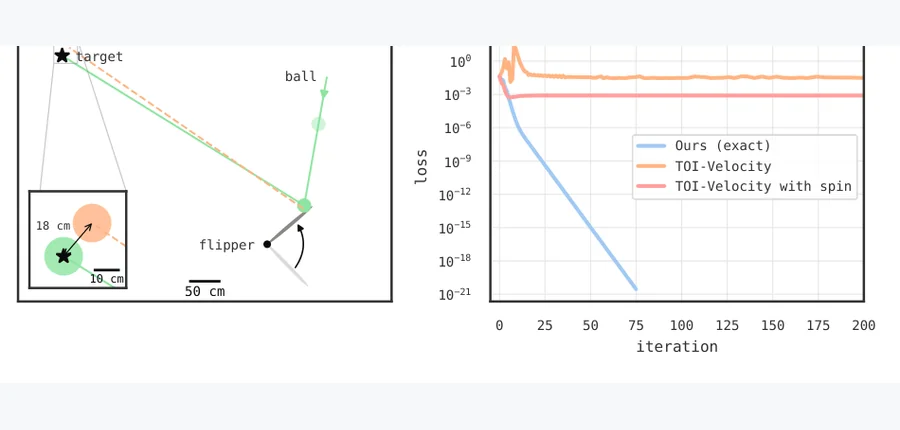 target
ball
18 cm
10 cm
flipper
50 cm
10⁰
10⁻³
10⁻⁶
10⁻⁹
10⁻¹²
10⁻¹⁵
10⁻¹⁸
10⁻²¹
loss
Ours (exact)
TOI-Velocity
TOI-Velocity with spin
0 25 50 75 100 125 150 175 200
iteration